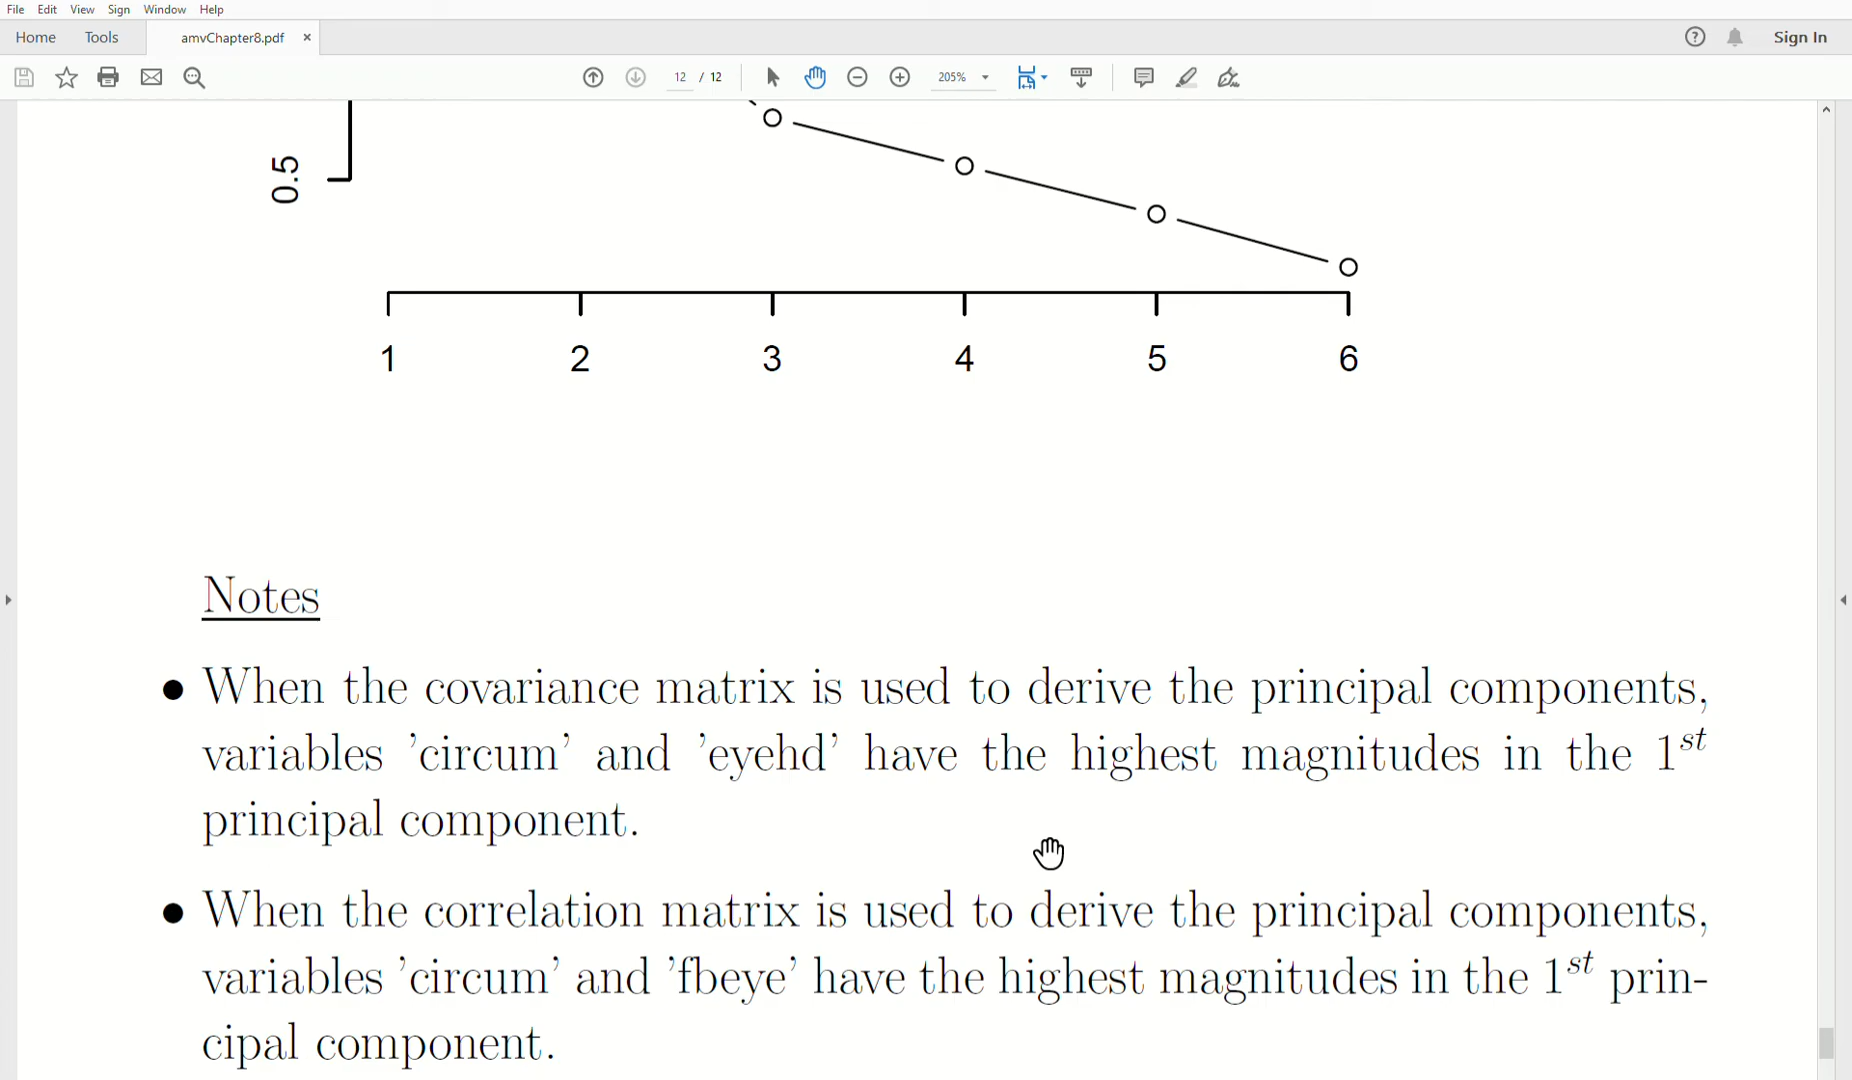 File Edit View Sign Window Help
Home Tools amvChapter8.pdf × Sign In
12 / 12 205%
0.5
1 2 3 4 5 6
Notes
• When the covariance matrix is used to derive the principal components,
variables 'circum' and 'eyehd' have the highest magnitudes in the 1st
principal component.
• When the correlation matrix is used to derive the principal components,
variables 'circum' and 'fbeye' have the highest magnitudes in the 1st prin-
cipal component.